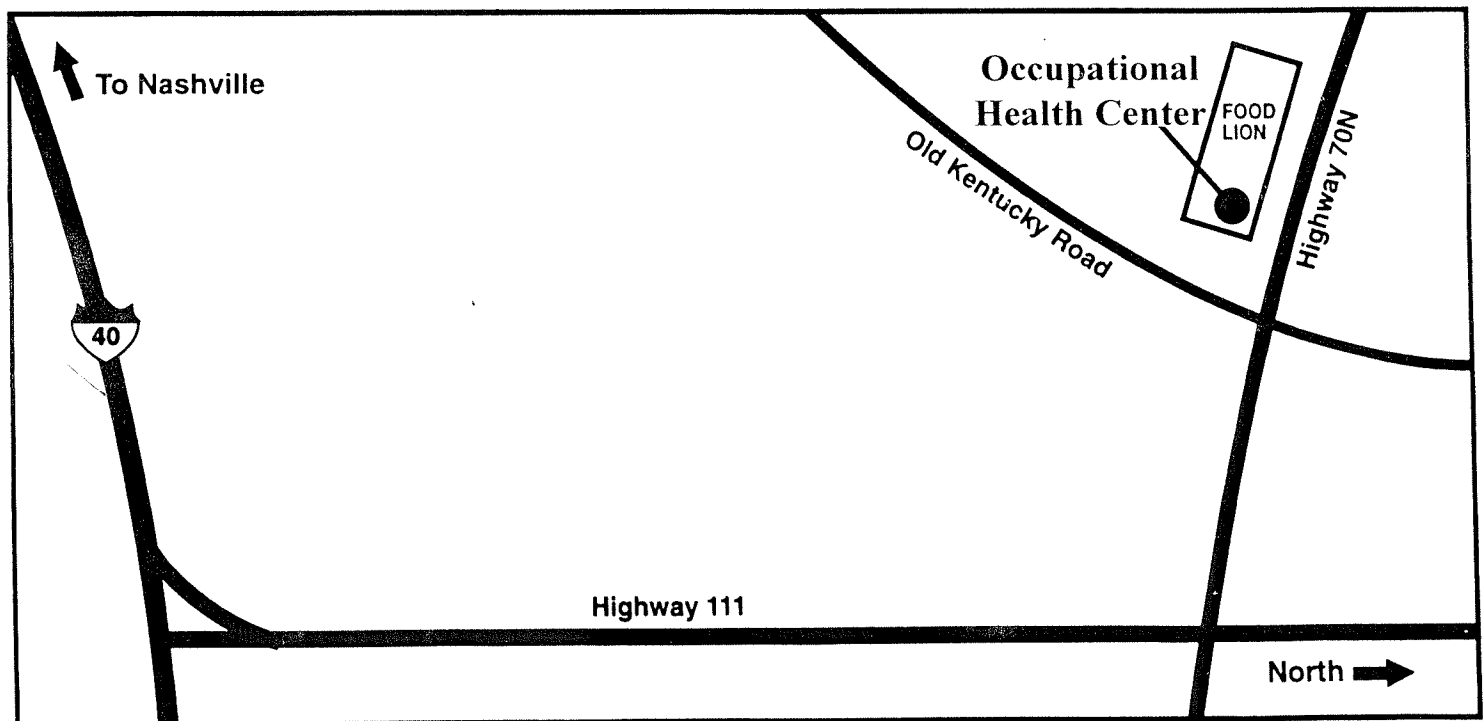 To Nashville
Occupational
Health Center
FOOD
LION
Old Kentucky Road
Highway 70N
40
Highway 111
North